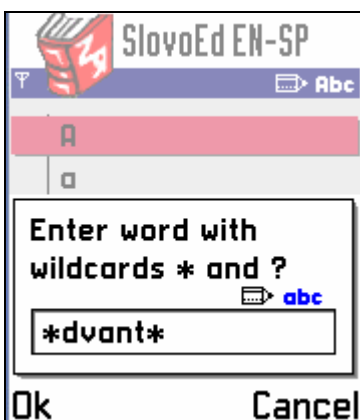 SlovoEd EN-SP
Abc
A
a
Enter word with
wildcards * and ?
abc
*dvant*
Ok Cancel